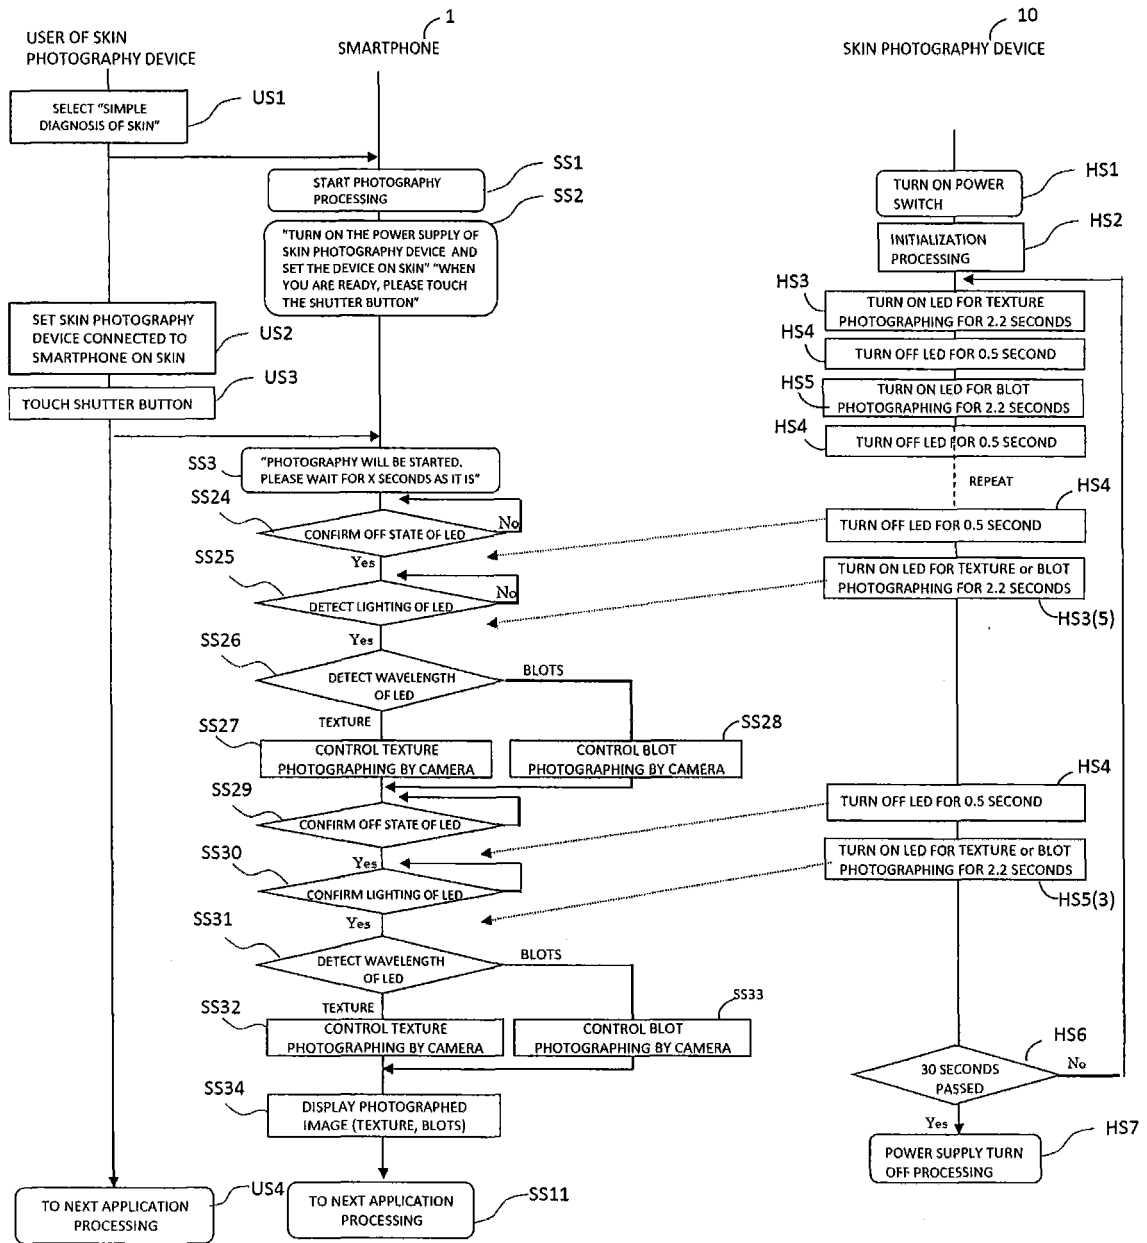 1
10
USER OF SKIN
PHOTOGRAPHY DEVICE
SMARTPHONE
SKIN PHOTOGRAPHY DEVICE
SELECT "SIMPLE
DIAGNOSIS OF SKIN"
US1
START PHOTOGRAPHY
PROCESSING
SS1
SS2
"TURN ON THE POWER SUPPLY OF
SKIN PHOTOGRAPHY DEVICE AND
SET THE DEVICE ON SKIN" "WHEN
YOU ARE READY, PLEASE TOUCH
THE SHUTTER BUTTON"
TURN ON POWER
SWITCH
HS1
INITIALIZATION
PROCESSING
HS2
HS3
TURN ON LED FOR TEXTURE
PHOTOGRAPHING FOR 2.2 SECONDS
SET SKIN PHOTOGRAPHY
DEVICE CONNECTED TO
SMARTPHONE ON SKIN
US2
HS4
TURN OFF LED FOR 0.5 SECOND
US3
TOUCH SHUTTER BUTTON
HS5
TURN ON LED FOR BLOT
PHOTOGRAPHING FOR 2.2 SECONDS
HS4
TURN OFF LED FOR 0.5 SECOND
SS3
"PHOTOGRAPHY WILL BE STARTED.
PLEASE WAIT FOR X SECONDS AS IT IS"
REPEAT
SS24
CONFIRM OFF STATE OF LED
No
Yes
HS4
TURN OFF LED FOR 0.5 SECOND
SS25
DETECT LIGHTING OF LED
No
Yes
TURN ON LED FOR TEXTURE or BLOT
PHOTOGRAPHING FOR 2.2 SECONDS
HS3(5)
SS26
DETECT WAVELENGTH
OF LED
BLOTS
TEXTURE
SS27
CONTROL TEXTURE
PHOTOGRAPHING BY CAMERA
SS28
CONTROL BLOT
PHOTOGRAPHING BY CAMERA
SS29
CONFIRM OFF STATE OF LED
Yes
HS4
TURN OFF LED FOR 0.5 SECOND
SS30
CONFIRM LIGHTING OF LED
Yes
TURN ON LED FOR TEXTURE or BLOT
PHOTOGRAPHING FOR 2.2 SECONDS
HS5(3)
SS31
DETECT WAVELENGTH
OF LED
BLOTS
TEXTURE
SS32
CONTROL TEXTURE
PHOTOGRAPHING BY CAMERA
SS33
CONTROL BLOT
PHOTOGRAPHING BY CAMERA
HS6
30 SECONDS
PASSED
No
Yes
SS34
DISPLAY PHOTOGRAPHED
IMAGE (TEXTURE, BLOTS)
HS7
POWER SUPPLY TURN
OFF PROCESSING
US4
TO NEXT APPLICATION
PROCESSING
SS11
TO NEXT APPLICATION
PROCESSING